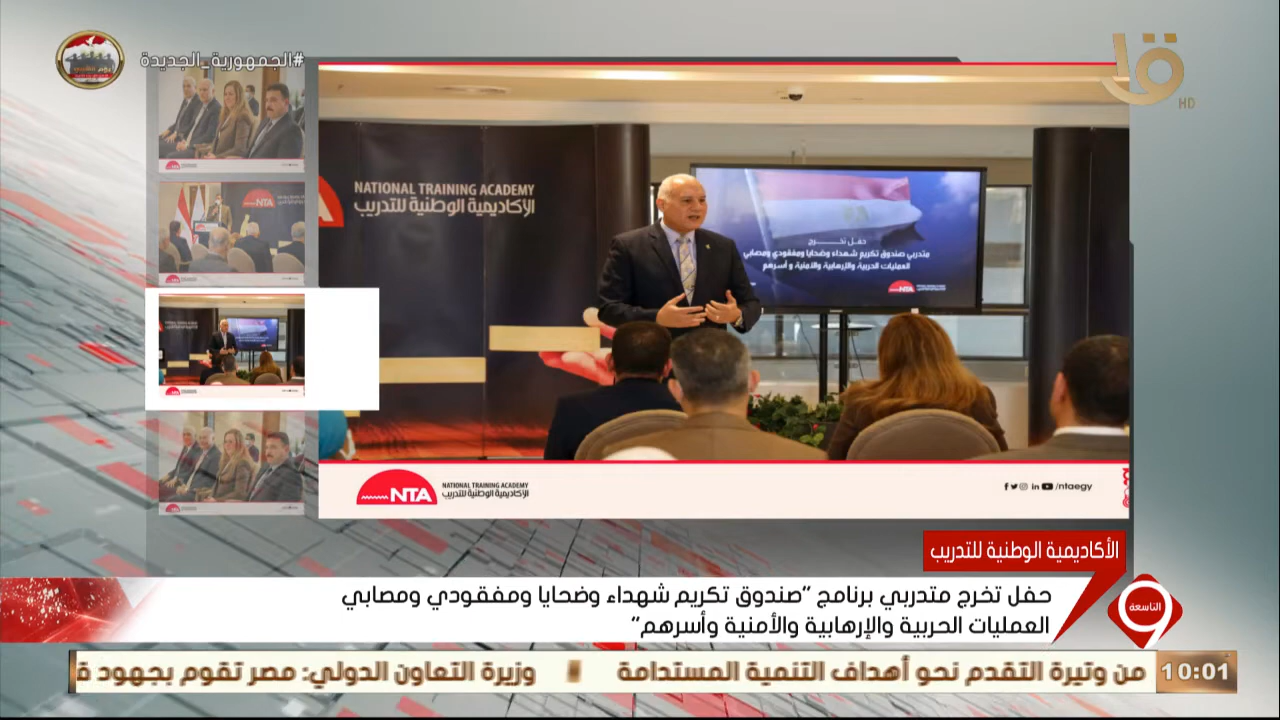 #الجمهورية_الجديدة
HD
NATIONAL TRAINING ACADEMY
الأكاديمية الوطنية للتدريب
حفل تخرج
متدربي صندوق تكريم شهداء وضحايا ومفقودي ومصابي
العمليات الحربية والإرهابية والأمنية و أسرهم
NTA
NTA
NATIONAL TRAINING ACADEMY
الأكاديمية الوطنية للتدريب
/ntaegy
الأكاديمية الوطنية للتدريب
حفل تخرج متدربي برنامج “صندوق تكريم شهداء وضحايا ومفقودي ومصابي
العمليات الحربية والإرهابية والأمنية وأسرهم”
التاسعة
9
من وتيرة التقدم نحو أهداف التنمية المستدامة
وزيرة التعاون الدولي: مصر تقوم بجهود
10:01